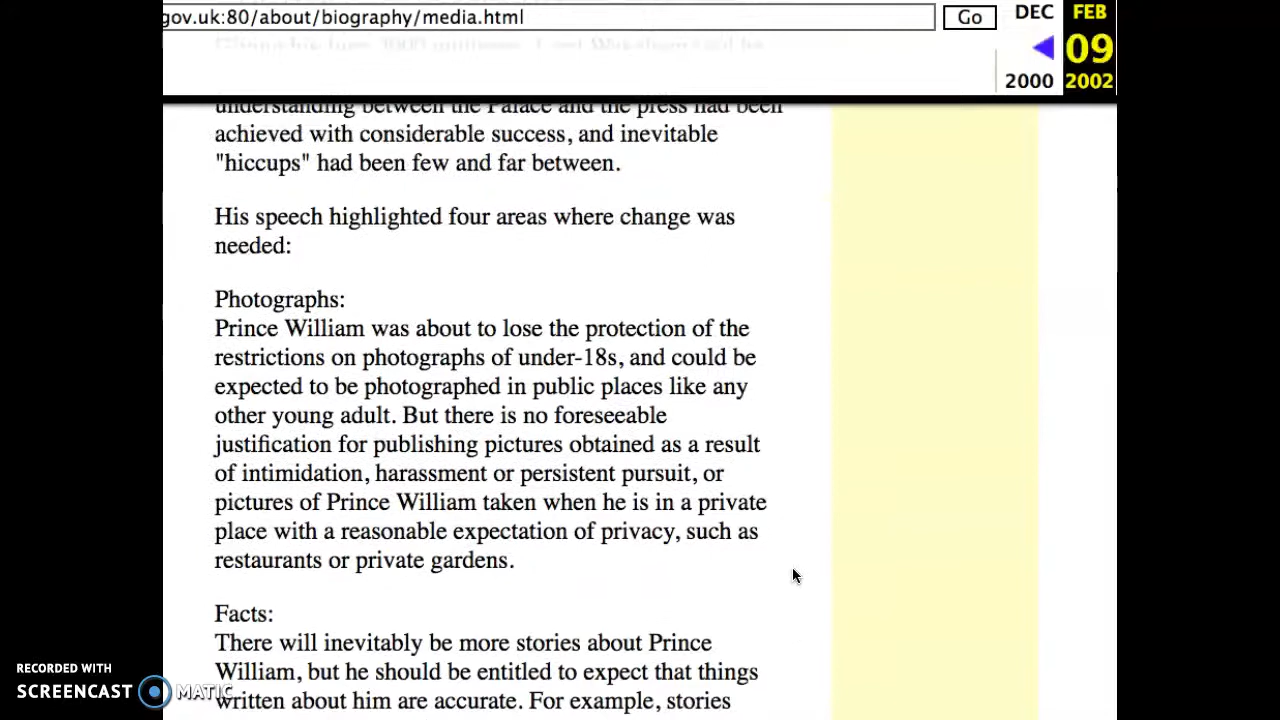 gov.uk:80/about/biography/media.html
Go
DEC
FEB
09
2000
2002
understanding between the Palace and the press had been
achieved with considerable success, and inevitable
"hiccups" had been few and far between.
His speech highlighted four areas where change was
needed:
Photographs:
Prince William was about to lose the protection of the
restrictions on photographs of under-18s, and could be
expected to be photographed in public places like any
other young adult. But there is no foreseeable
justification for publishing pictures obtained as a result
of intimidation, harassment or persistent pursuit, or
pictures of Prince William taken when he is in a private
place with a reasonable expectation of privacy, such as
restaurants or private gardens.
Facts:
There will inevitably be more stories about Prince
William, but he should be entitled to expect that things
written about him are accurate. For example, stories
RECORDED WITH
SCREENCAST MATIC